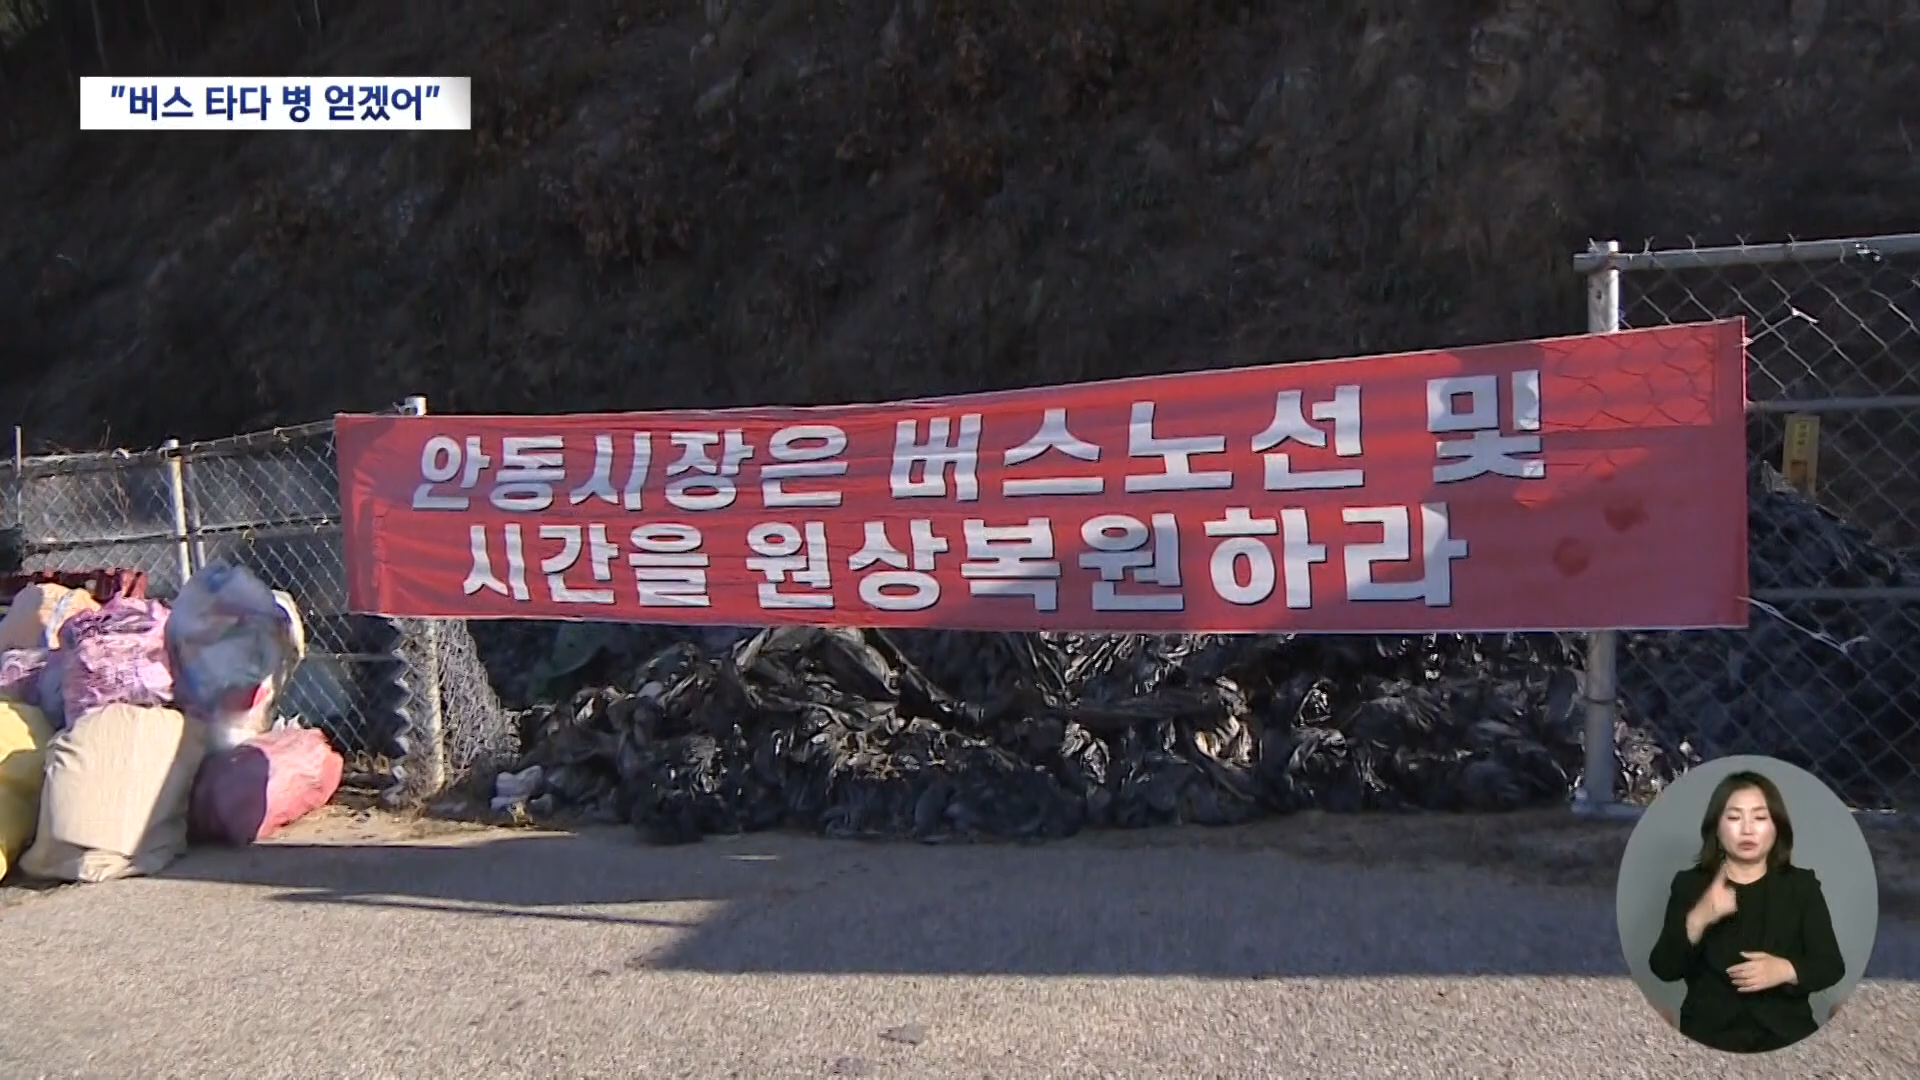 "버스 타다 병 얻겠어"
안동시장은 버스노선 및
시간을 원상복원하라